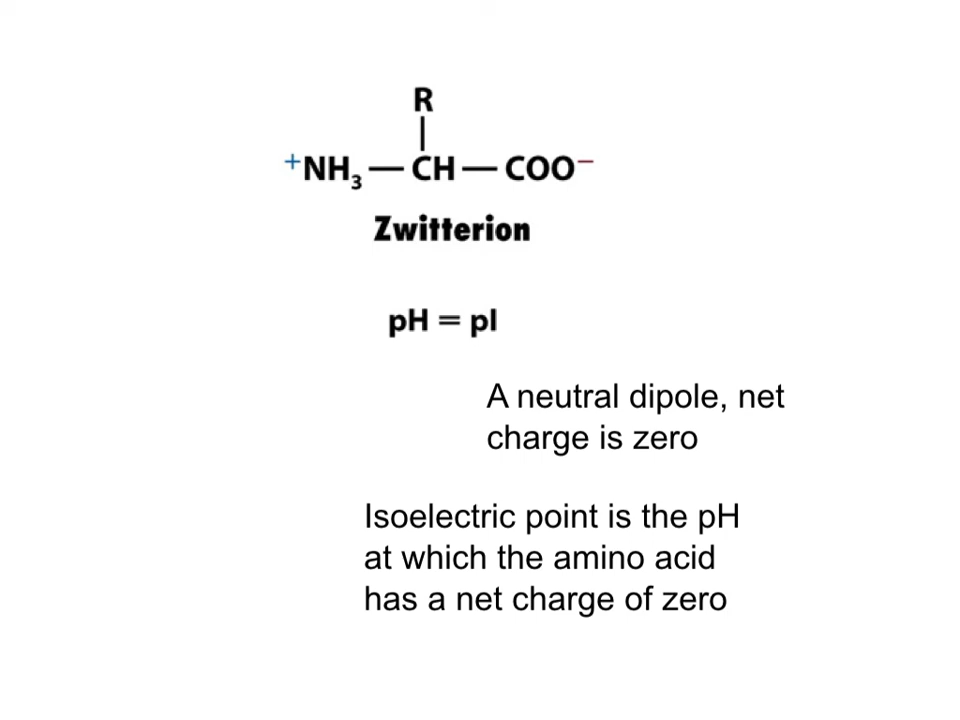 R
|
⁺NH₃ — CH — COO⁻
Zwitterion
pH = pI
A neutral dipole, net
charge is zero
Isoelectric point is the pH
at which the amino acid
has a net charge of zero